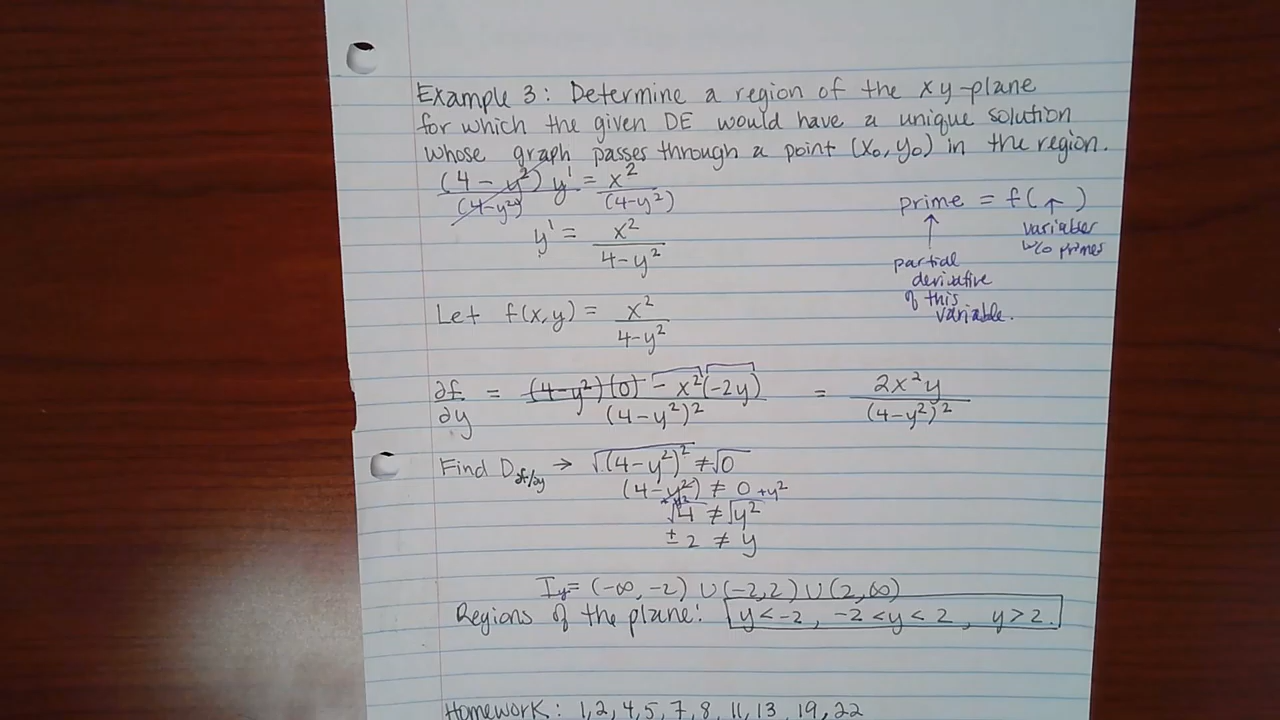 Example 3: Determine a region of the xy-plane
for which the given DE would have a unique solution
whose graph passes through a point (x₀, y₀) in the region.
(4 - y²) y' = x²
(4-y²) (4-y²)
y' = x²
4-y²
prime = f(↑)
variables
w/o primes
partial
derivative
of this
variable.
Let f(x,y) = x²
4-y²
∂f = (4-y²)(0) - x²(-2y) = 2x²y
∂y (4-y²)² (4-y²)²
Find D∂f/∂y → √(4-y²)² ≠ √0
(4-y²) ≠ 0 +y²
+y²
√4 ≠ √y²
± 2 ≠ y
Iy = (-∞, -2) ∪ (-2,2) ∪ (2,∞)
Regions of the plane: y < -2, -2 < y < 2, y > 2.
Homework: 1,2,4,5,7,8,11,13,19,22